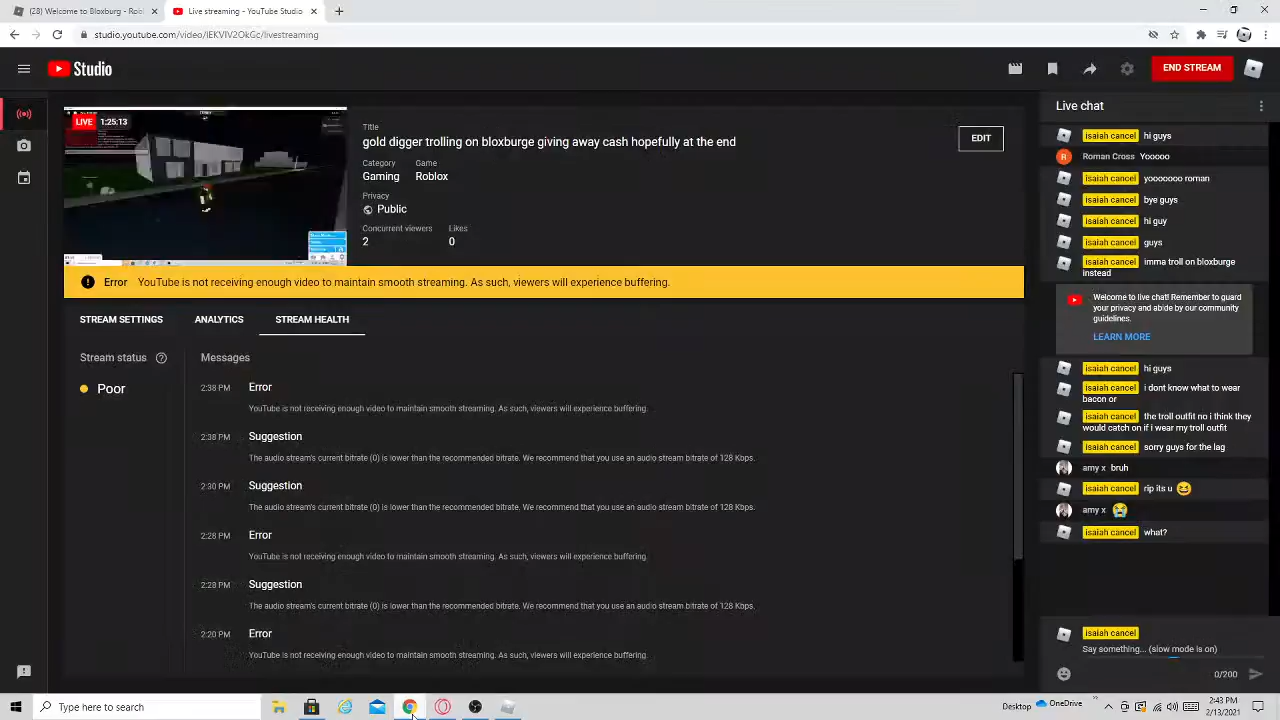 (28) Welcome to Bloxburg - Robl
Live streaming - YouTube Studio
studio.youtube.com/video/lEKVIV2OkGc/livestreaming
Studio
END STREAM
LIVE 1:25:13
Title
gold digger trolling on bloxburge giving away cash hopefully at the end
EDIT
Category Game
Gaming Roblox
Privacy
Public
Concurrent viewers Likes
2 0
Error YouTube is not receiving enough video to maintain smooth streaming. As such, viewers will experience buffering.
STREAM SETTINGS ANALYTICS STREAM HEALTH
Stream status
Poor
Messages
2:38 PM Error
YouTube is not receiving enough video to maintain smooth streaming. As such, viewers will experience buffering.
2:38 PM Suggestion
The audio stream's current bitrate (0) is lower than the recommended bitrate. We recommend that you use an audio stream bitrate of 128 Kbps.
2:30 PM Suggestion
The audio stream's current bitrate (0) is lower than the recommended bitrate. We recommend that you use an audio stream bitrate of 128 Kbps.
2:28 PM Error
YouTube is not receiving enough video to maintain smooth streaming. As such, viewers will experience buffering.
2:28 PM Suggestion
The audio stream's current bitrate (0) is lower than the recommended bitrate. We recommend that you use an audio stream bitrate of 128 Kbps.
2:20 PM Error
YouTube is not receiving enough video to maintain smooth streaming. As such, viewers will experience buffering.
Live chat
isaiah cancel hi guys
R Roman Cross Yooooo
isaiah cancel yooooooo roman
isaiah cancel bye guys
isaiah cancel hi guy
isaiah cancel guys
isaiah cancel imma troll on bloxburge
instead
Welcome to live chat! Remember to guard
your privacy and abide by our community
guidelines.
LEARN MORE
isaiah cancel hi guys
isaiah cancel i dont know what to wear
bacon or
isaiah cancel the troll outfit no i think they
would catch on if i wear my troll outfit
isaiah cancel sorry guys for the lag
amy x bruh
isaiah cancel rip its u 😆
amy x 😭
isaiah cancel what?
isaiah cancel
Say something... (slow mode is on)
0/200
Type here to search
Desktop
OneDrive
2:43 PM
2/13/2021